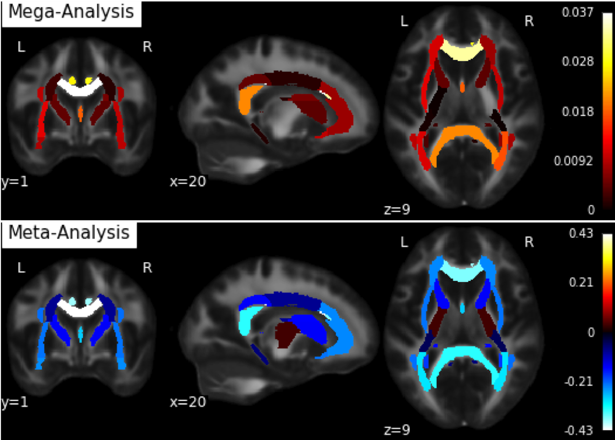 Mega-Analysis
L R
L R
y=1
x=20
z=9
0.037
0.028
0.018
0.0092
0
Meta-Analysis
L R
L R
y=1
x=20
z=9
0.43
0.21
0
-0.21
-0.43